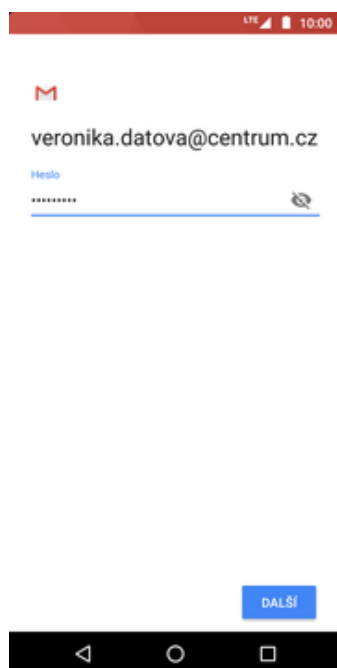 LTE 10:00
veronika.datova@centrum.cz
Heslo
•••••••••
DALŠÍ